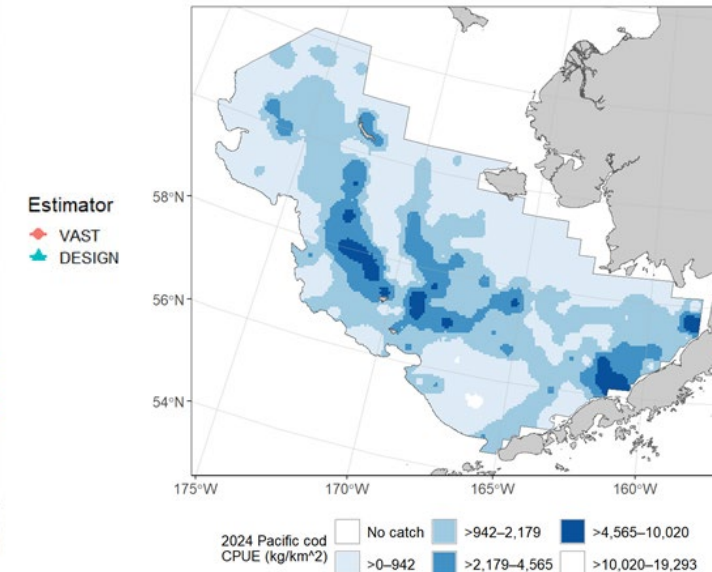 Estimator
VAST
DESIGN
58°N
56°N
54°N
175°W 170°W 165°W 160°W
2024 Pacific cod
CPUE (kg/km^2)
No catch >942–2,179 >4,565–10,020
>0–942 >2,179–4,565 >10,020–19,293